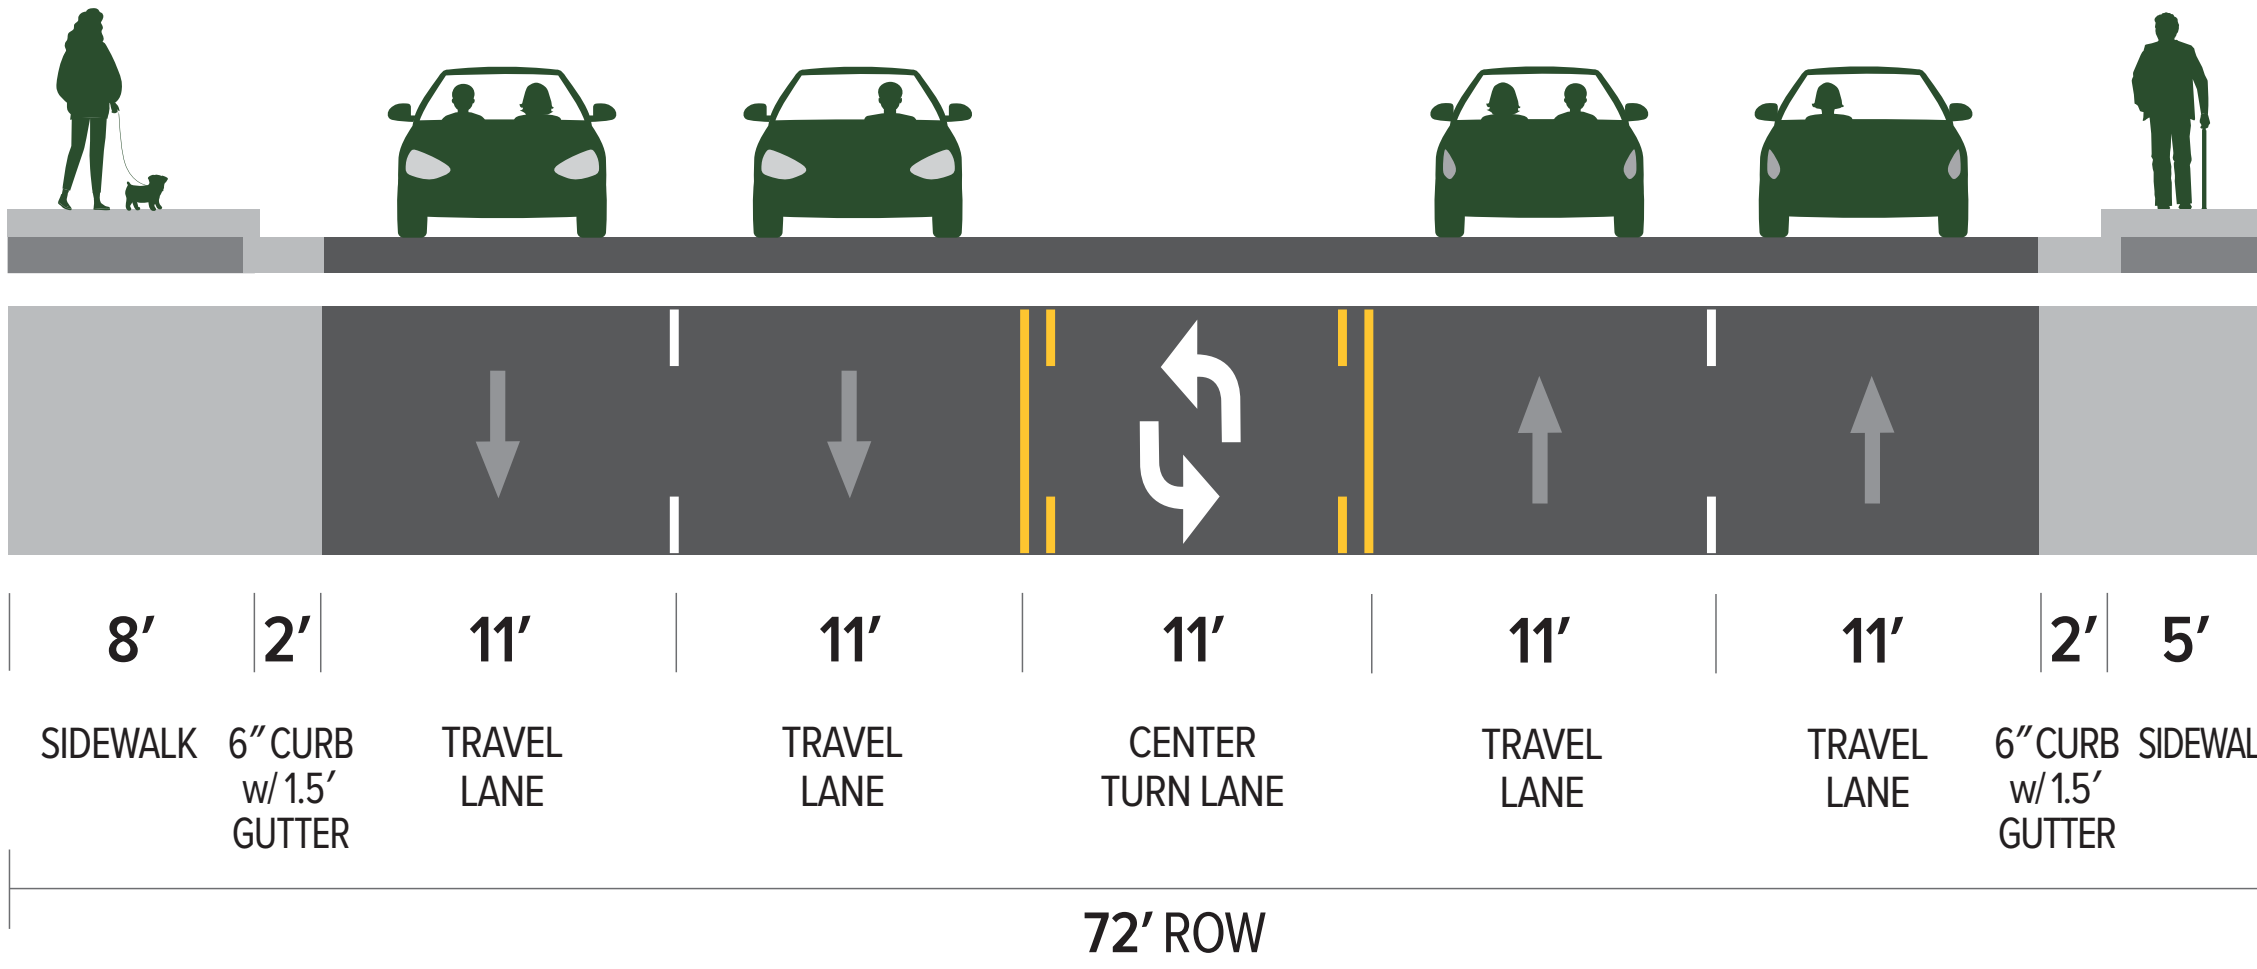 8′ 2′ 11′ 11′ 11′ 11′ 11′ 2′ 5′
SIDEWALK
6″ CURB
w/ 1.5′
GUTTER
TRAVEL
LANE
TRAVEL
LANE
CENTER
TURN LANE
TRAVEL
LANE
TRAVEL
LANE
6″ CURB
w/ 1.5′
GUTTER
SIDEWAL
72′ ROW